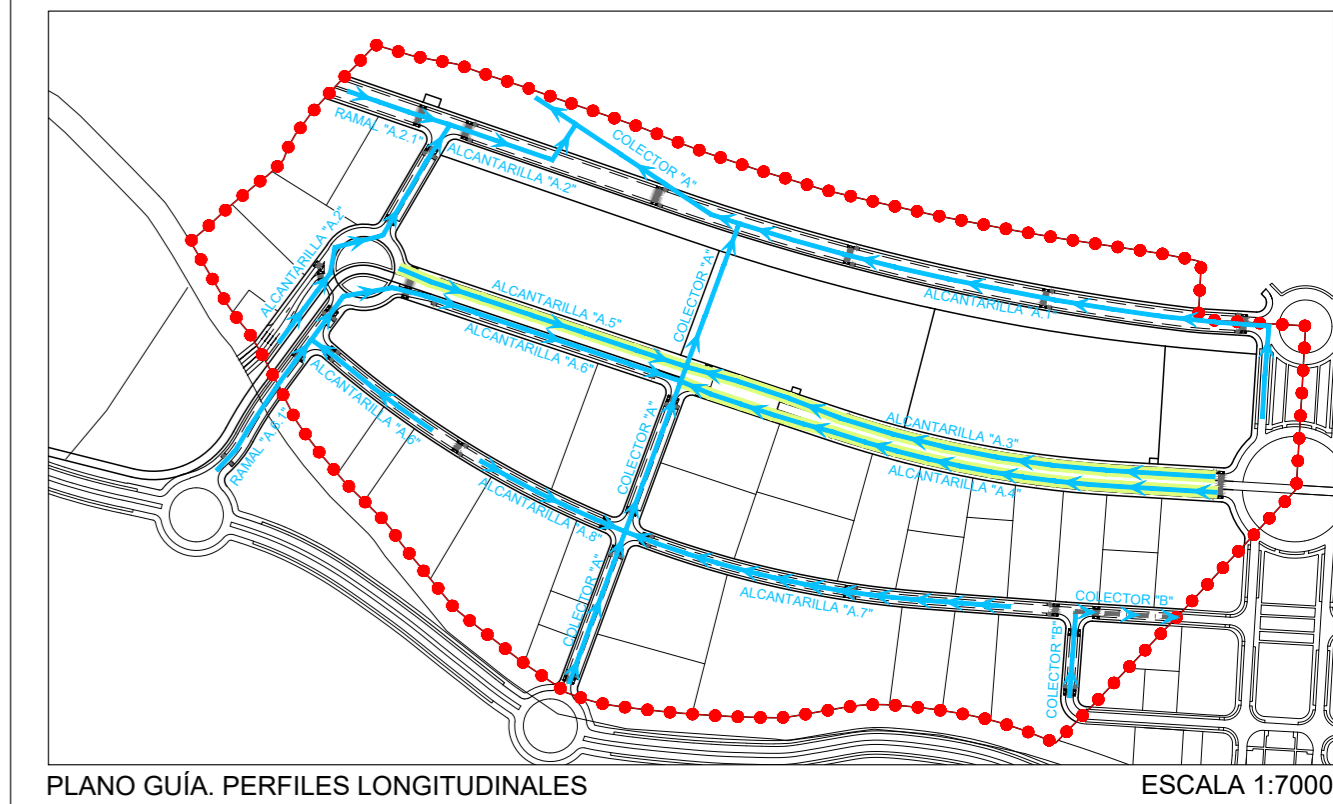 RAMAL "A.2.1"
ALCANTARILLA "A.2"
COLECTOR "A"
ALCANTARILLA "A.2"
ALCANTARILLA "A.5"
COLECTOR "A"
ALCANTARILLA "A.1"
ALCANTARILLA "A.6"
ALCANTARILLA "A.6"
RAMAL "A.6.1"
ALCANTARILLA "A.3"
ALCANTARILLA "A.4"
COLECTOR "A"
ALCANTARILLA "A.8"
COLECTOR "A"
ALCANTARILLA "A.7"
COLECTOR "B"
COLECTOR "B"
PLANO GUÍA. PERFILES LONGITUDINALES
ESCALA 1:7000